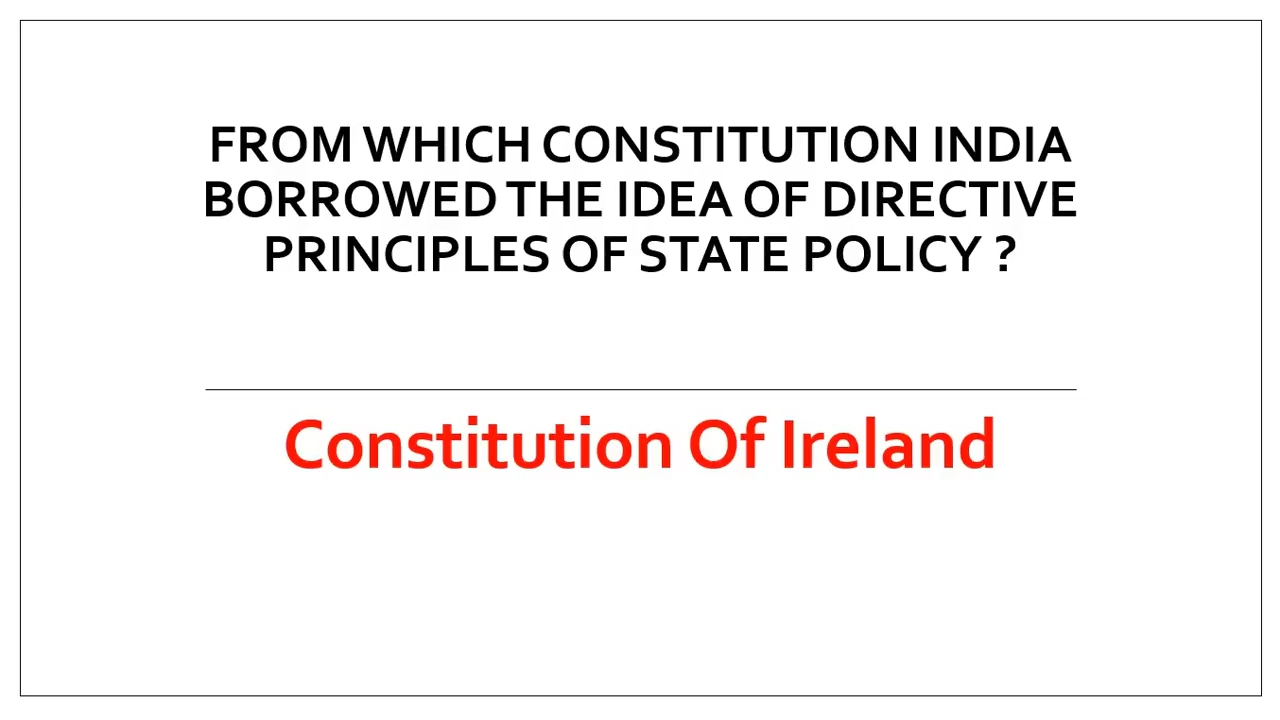 FROM WHICH CONSTITUTION INDIA
BORROWED THE IDEA OF DIRECTIVE
PRINCIPLES OF STATE POLICY ?
Constitution Of Ireland